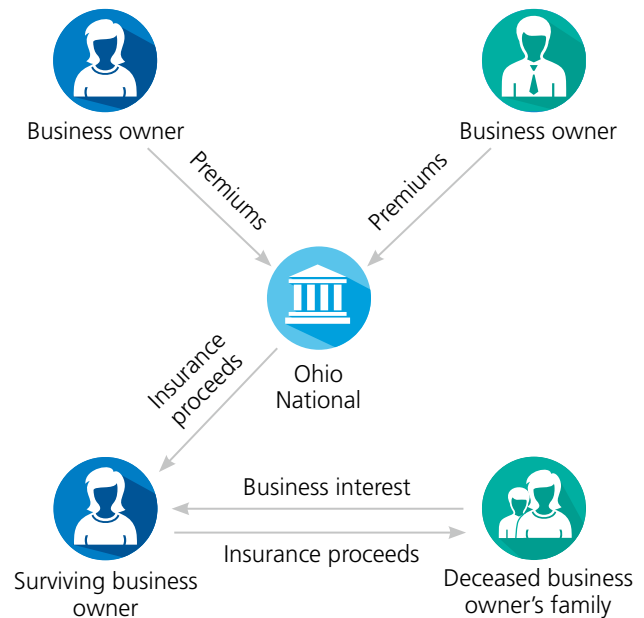 Business owner
Business owner
Premiums
Premiums
Ohio
National
Insurance
proceeds
Business interest
Insurance proceeds
Surviving business
owner
Deceased business
owner's family